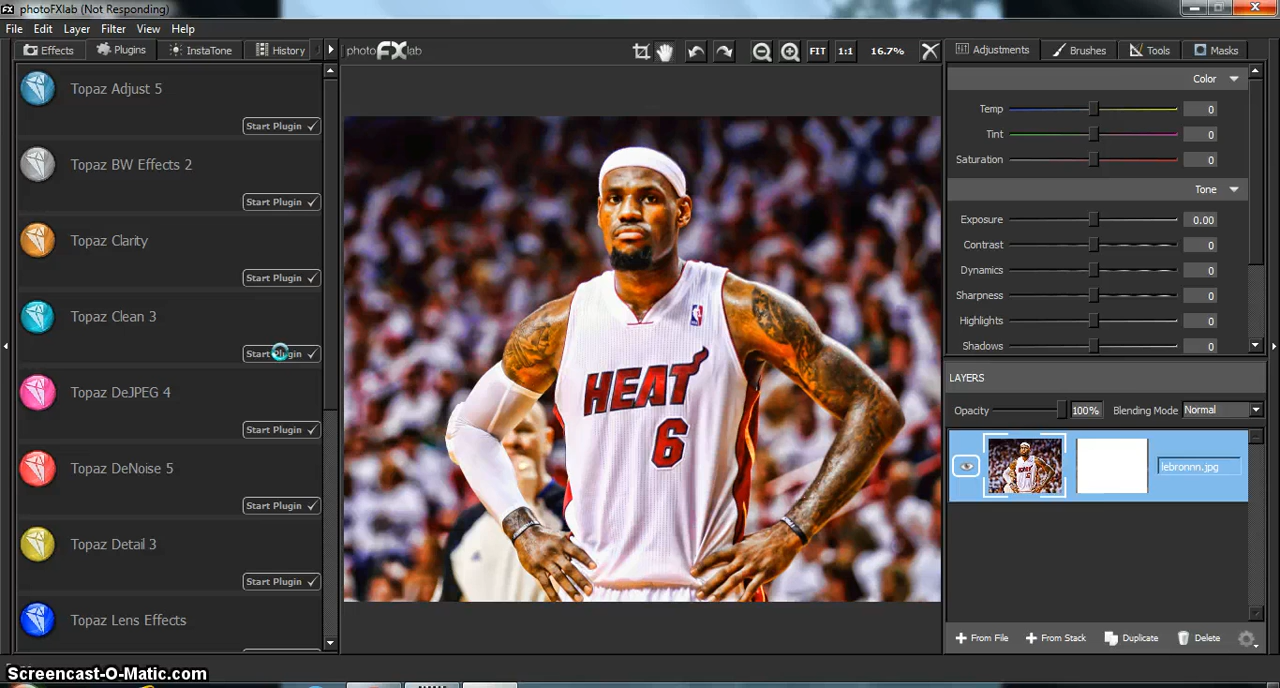 photoFXlab (Not Responding)
File Edit Layer Filter View Help
Effects Plugins InstaTone History
photo FX lab
FIT 1:1 16.7%
Adjustments Brushes Tools Masks
Topaz Adjust 5
Start Plugin
Topaz BW Effects 2
Start Plugin
Topaz Clarity
Start Plugin
Topaz Clean 3
Start Plugin
Topaz DeJPEG 4
Start Plugin
Topaz DeNoise 5
Start Plugin
Topaz Detail 3
Start Plugin
Topaz Lens Effects
HEAT
6
Color
Temp 0
Tint 0
Saturation 0
Tone
Exposure 0.00
Contrast 0
Dynamics 0
Sharpness 0
Highlights 0
Shadows 0
LAYERS
Opacity 100% Blending Mode Normal
lebronnn.jpg
From File From Stack Duplicate Delete
Screencast-O-Matic.com